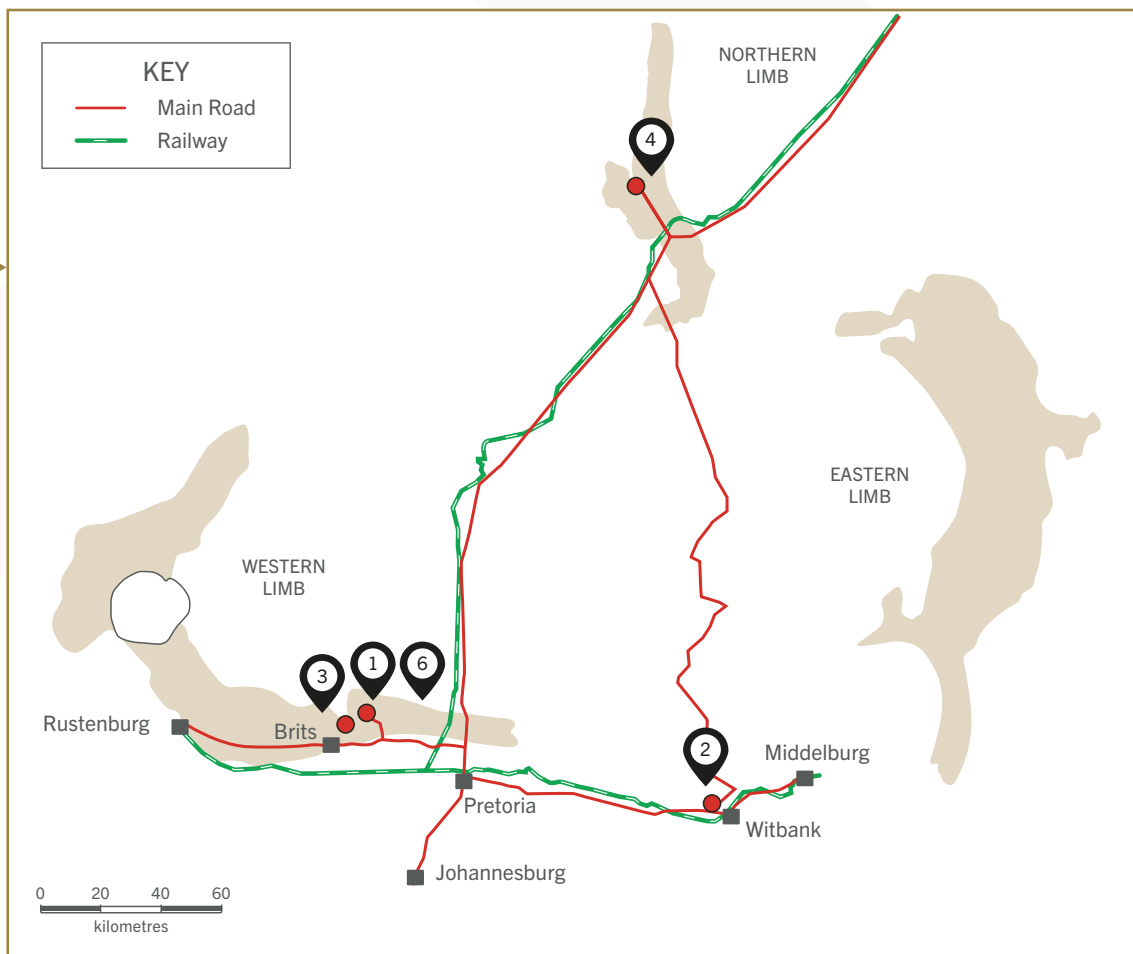 KEY
Main Road
Railway
NORTHERN
LIMB
4
EASTERN
LIMB
WESTERN
LIMB
3
1
6
Rustenburg
Brits
2
Middelburg
Pretoria
Witbank
Johannesburg
0 20 40 60
kilometres